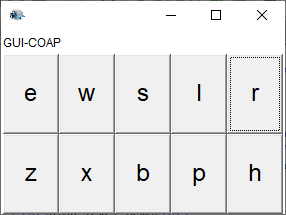 GUI-COAP
e w s l r
z x b p h